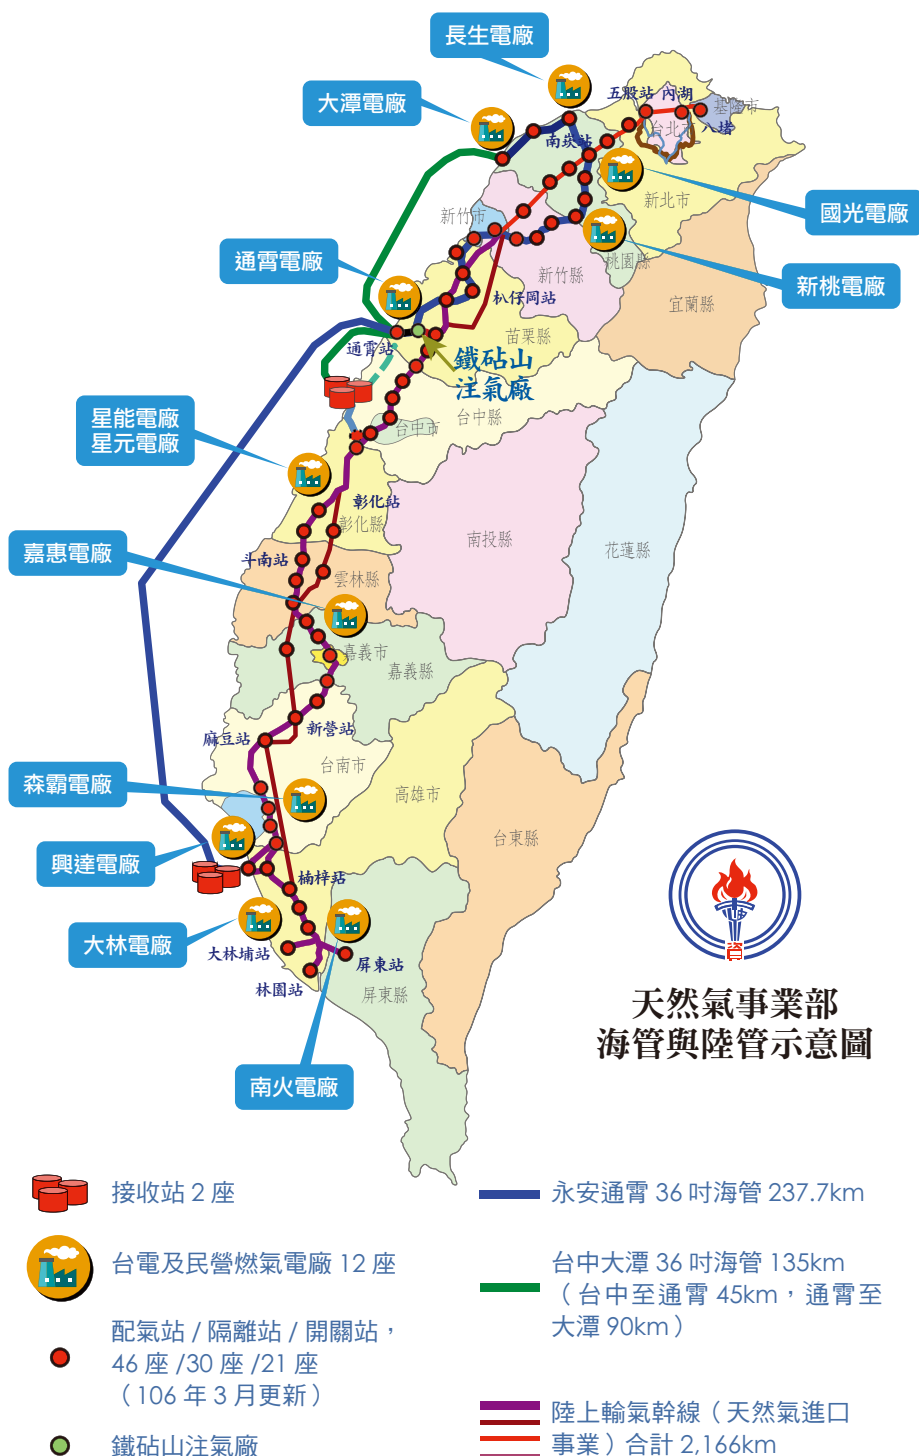 長生電廠
大潭電廠
五股站 內湖
基隆市
八堵
台北市
南崁站
國光電廠
新北市
新竹市
通霄電廠
桃園縣
新竹縣
新桃電廠
宜蘭縣
朳仔岡站
苗栗縣
通霄站
鐵砧山
注氣廠
星能電廠
星元電廠
台中縣
台中市
彰化站
彰化縣
南投縣
花蓮縣
嘉惠電廠
斗南站
雲林縣
嘉義市
嘉義縣
新營站
麻豆站
台南市
森霸電廠
高雄市
台東縣
興達電廠
楠梓站
大林電廠
大林埔站
屏東站
林園站
屏東縣
南火電廠
天然氣事業部
海管與陸管示意圖
接收站 2 座
永安通霄 36 吋海管 237.7km
台電及民營燃氣電廠 12 座
台中大潭 36 吋海管 135km
（台中至通霄 45km，通霄至
大潭 90km）
配氣站 / 隔離站 / 開關站，
46 座 /30 座 /21 座
（106 年 3 月更新）
陸上輸氣幹線（天然氣進口
事業）合計 2,166km
鐵砧山注氣廠